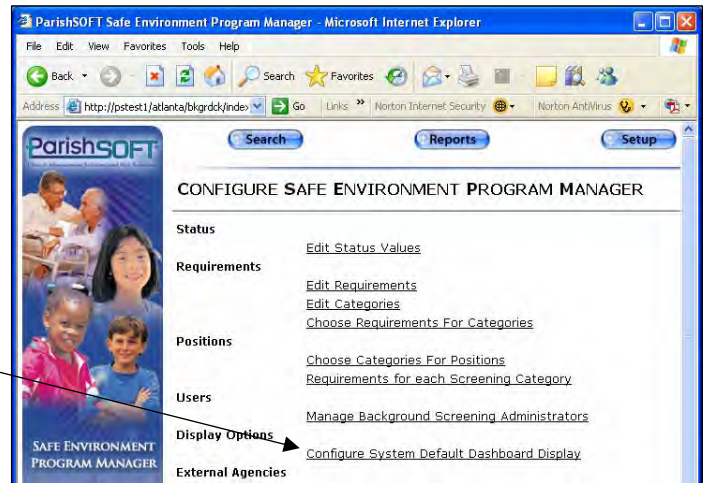 ParishSOFT Safe Environment Program Manager - Microsoft Internet Explorer
File Edit View Favorites Tools Help
Back Search Favorites
Address http://pstest1/atlanta/bkgrdck/index Go Links » Norton Internet Security Norton AntiVirus
ParishSOFT
Search Reports Setup
CONFIGURE SAFE ENVIRONMENT PROGRAM MANAGER
Status
Edit Status Values
Requirements
Edit Requirements
Edit Categories
Choose Requirements For Categories
Positions
Choose Categories For Positions
Requirements for each Screening Category
Users
Manage Background Screening Administrators
Display Options
Configure System Default Dashboard Display
External Agencies
SAFE ENVIRONMENT
PROGRAM MANAGER